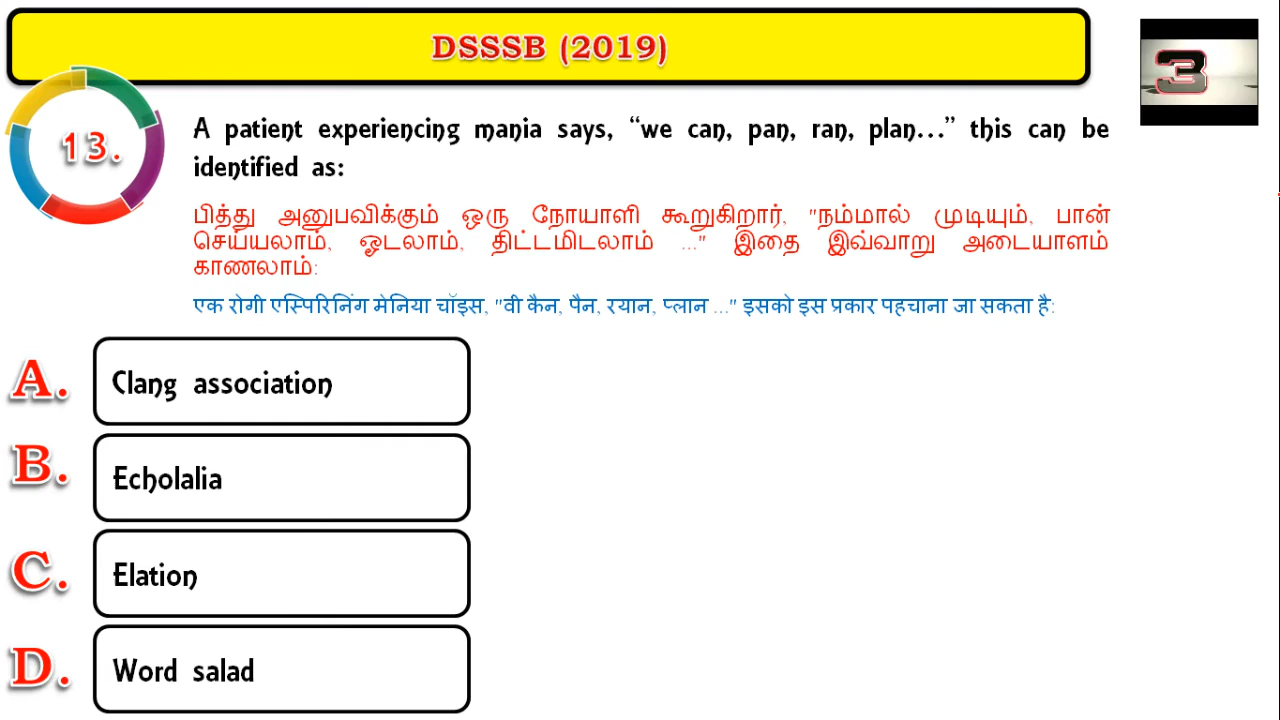 DSSSB (2019)
3
13.
A patient experiencing mania says, “we can, pan, ran, plan...” this can be
identified as:
பித்து அனுபவிக்கும் ஒரு நோயாளி கூறுகிறார், "நம்மால் முடியும், பான்
செய்யலாம், ஓடலாம், திட்டமிடலாம் ..." இதை இவ்வாறு அடையாளம்
காணலாம்:
एक रोगी एस्पिरिनिंग मेनिया चॉइस, "वी कैन, पैन, रयान, प्लान ..." इसको इस प्रकार पहचाना जा सकता है:
A. Clang association
B. Echolalia
C. Elation
D. Word salad